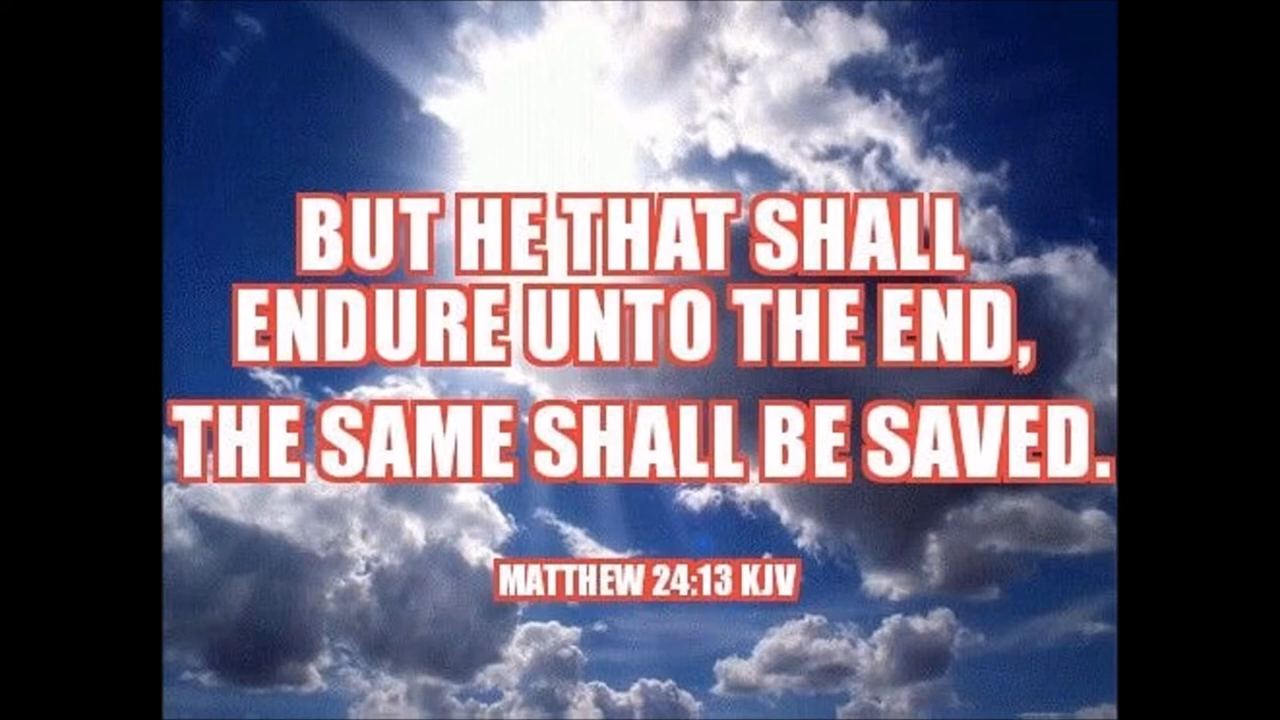 BUT HE THAT SHALL
ENDURE UNTO THE END,
THE SAME SHALL BE SAVED.
MATTHEW 24:13 KJV